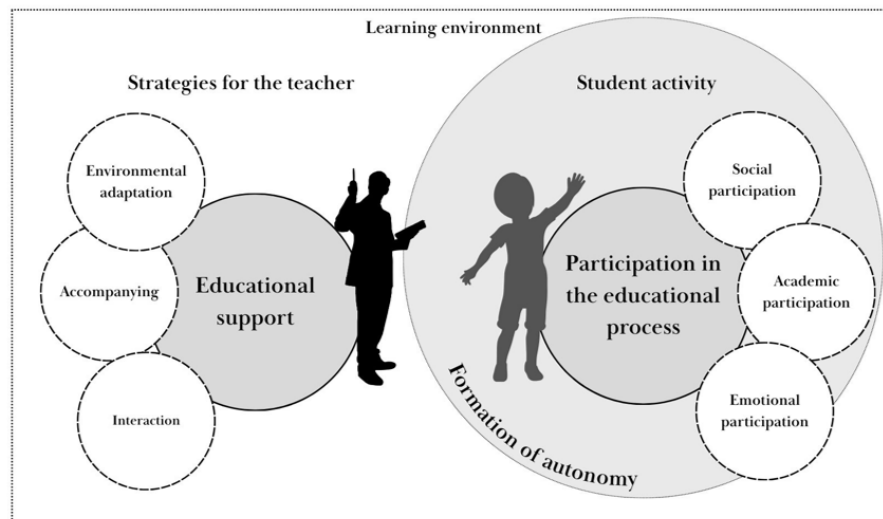 Learning environment
Strategies for the teacher
Student activity
Environmental
adaptation
Accompanying
Interaction
Educational
support
Social
participation
Academic
participation
Emotional
participation
Participation in
the educational
process
Formation of autonomy